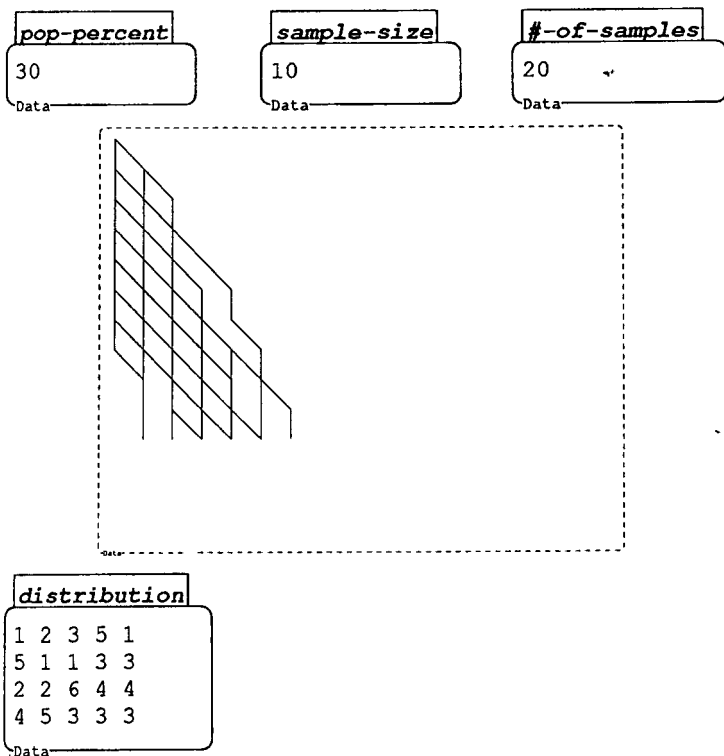 pop-percent
30
Data
sample-size
10
Data
#-of-samples
20
Data
Data
distribution
1 2 3 5 1
5 1 1 3 3
2 2 6 4 4
4 5 3 3 3
Data